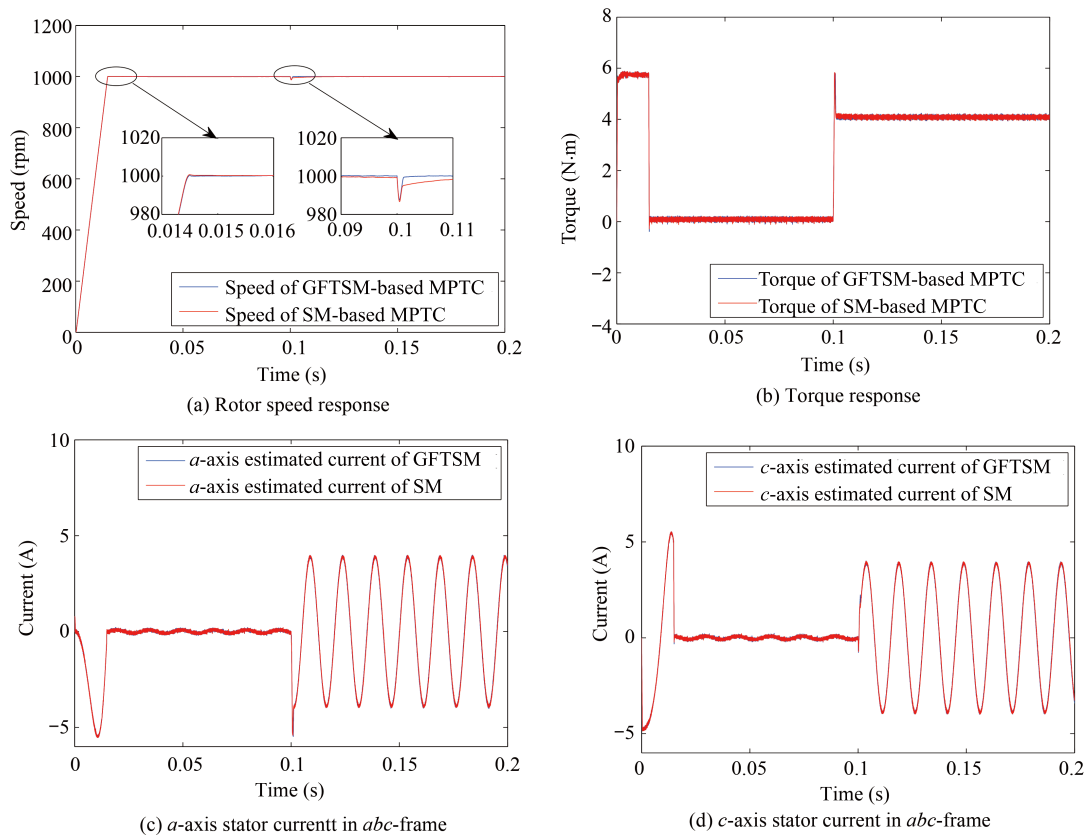 1200
1000
800
600
400
200
0
Speed (rpm)
1020
1000
980
0.014 0.015 0.016
1020
1000
980
0.09 0.1 0.11
Speed of GFTSM-based MPTC
Speed of SM-based MPTC
0 0.05 0.1 0.15 0.2
Time (s)
(a) Rotor speed response
8
6
4
2
0
−2
−4
Torque (N·m)
Torque of GFTSM-based MPTC
Torque of SM-based MPTC
0 0.05 0.1 0.15 0.2
Time (s)
(b) Torque response
10
5
0
−5
Current (A)
a-axis estimated current of GFTSM
a-axis estimated current of SM
0 0.05 0.1 0.15 0.2
Time (s)
(c) a-axis stator currentt in abc-frame
10
5
0
−5
Current (A)
c-axis estimated current of GFTSM
c-axis estimated current of SM
0 0.05 0.1 0.15 0.2
Time (s)
(d) c-axis stator current in abc-frame